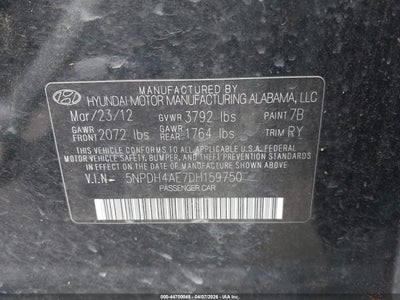 MANUFACTURED BY
HYUNDAI MOTOR MANUFACTURING ALABAMA, LLC
Mar/23/12 GVWR 3792 lbs PAINT 7B
GAWR FRONT 2072 lbs GAWR REAR 1764 lbs TRIM RY
THIS VEHICLE CONFORMS TO ALL APPLICABLE U.S. FEDERAL
MOTOR VEHICLE SAFETY, BUMPER, AND THEFT PREVENTION STANDARDS
IN EFFECT ON THE DATE OF MANUFACTURE SHOWN ABOVE.
V.I.N- 5NPDH4AE7DH159750
PASSENGER CAR
000-44700045 04/07/2026 - COPYRIGHT IAA, LLC